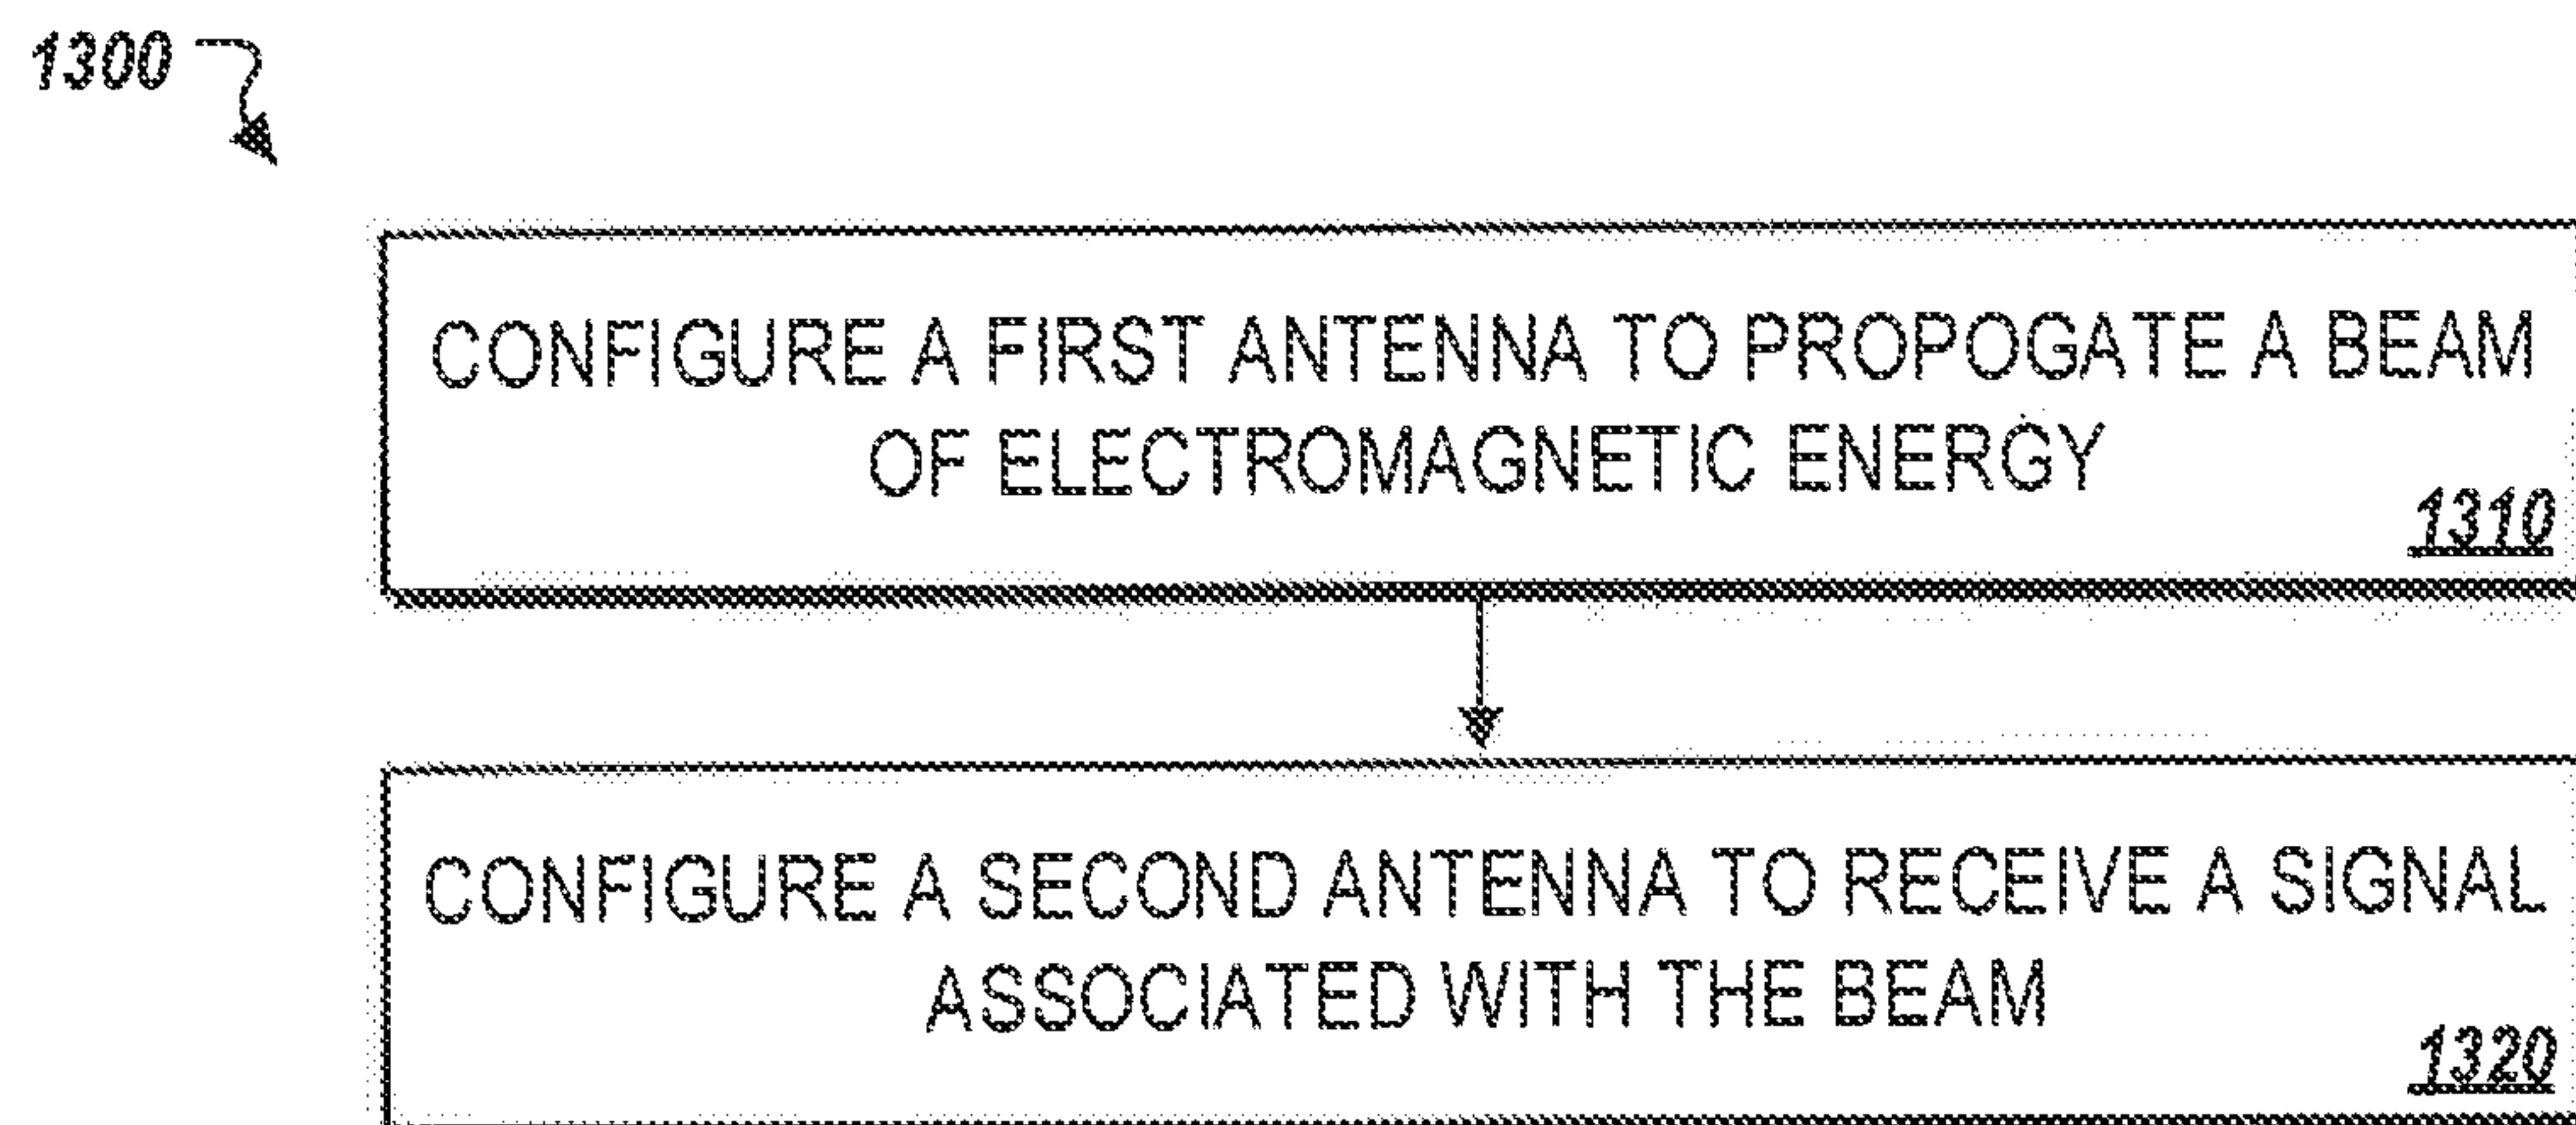 1300
CONFIGURE A FIRST ANTENNA TO PROPOGATE A BEAM
OF ELECTROMAGNETIC ENERGY
1310
CONFIGURE A SECOND ANTENNA TO RECEIVE A SIGNAL
ASSOCIATED WITH THE BEAM
1320